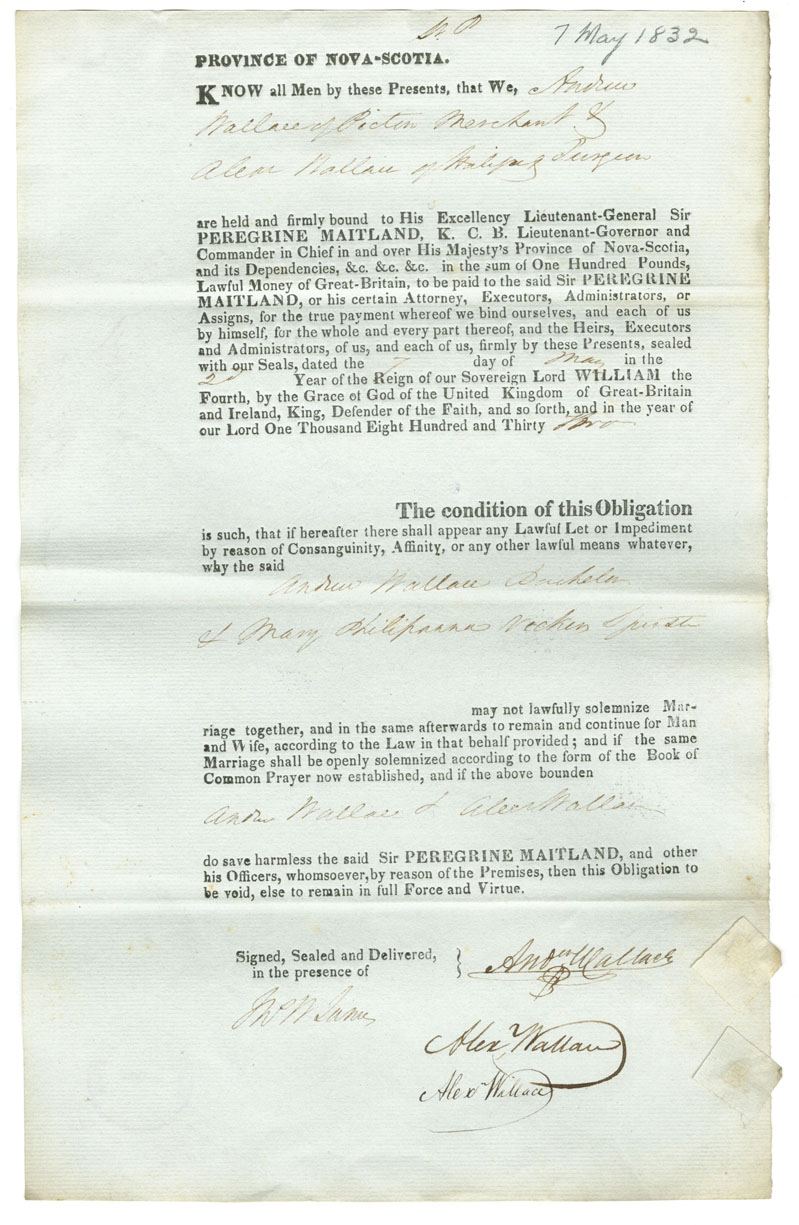 7 May 1832
PROVINCE OF NOVA-SCOTIA.
KNOW all Men by these Presents, that We, Andrew
Wallace of Pictou Merchant &
Alexr Wallace of Halifax Surgeon
are held and firmly bound to His Excellency Lieutenant-General Sir
PEREGRINE MAITLAND, K. C. B. Lieutenant-Governor and
Commander in Chief in and over His Majesty's Province of Nova-Scotia,
and its Dependencies, &c. &c. &c. in the sum of One Hundred Pounds,
Lawful Money of Great-Britain, to be paid to the said Sir PEREGRINE
MAITLAND, or his certain Attorney, Executors, Administrators, or
Assigns, for the true payment whereof we bind ourselves, and each of us
by himself, for the whole and every part thereof, and the Heirs, Executors
and Administrators, of us, and each of us, firmly by these Presents, sealed
with our Seals, dated the 7 day of May in the
2d Year of the Reign of our Sovereign Lord WILLIAM the
Fourth, by the Grace of God of the United Kingdom of Great-Britain
and Ireland, King, Defender of the Faith, and so forth, and in the year of
our Lord One Thousand Eight Hundred and Thirty two
The condition of this Obligation
is such, that if hereafter there shall appear any Lawful Let or Impediment
by reason of Consanguinity, Affinity, or any other lawful means whatever,
why the said
Andrew Wallace Bachelor
& Mary Philipanna Spinster
may not lawfully solemnize Mar-
riage together, and in the same afterwards to remain and continue for Man
and Wife, according to the Law in that behalf provided; and if the same
Marriage shall be openly solemnized according to the form of the Book of
Common Prayer now established, and if the above bounden
Andrew Wallace & Alexr Wallace
do save harmless the said Sir PEREGRINE MAITLAND, and other
his Officers, whomsoever, by reason of the Premises, then this Obligation to
be void, else to remain in full Force and Virtue.
Signed, Sealed and Delivered, } Andw Wallace
in the presence of
Alexr Wallace
Alexr Wallace